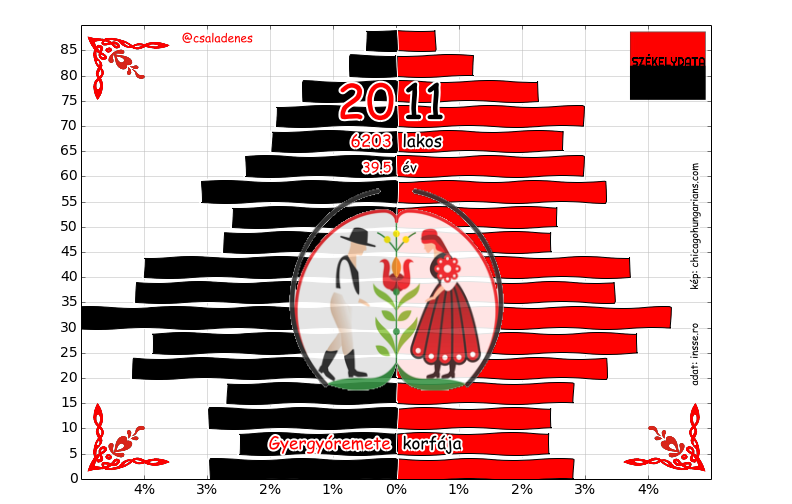 @csaladenes
SZÉKELYDATA
2011
6203 lakos
39.5 év
kép: chicagohungarians.com
adat: insse.ro
Gyergyóremete korfája
85
80
75
70
65
60
55
50
45
40
35
30
25
20
15
10
5
0
4% 3% 2% 1% 0% 1% 2% 3% 4%